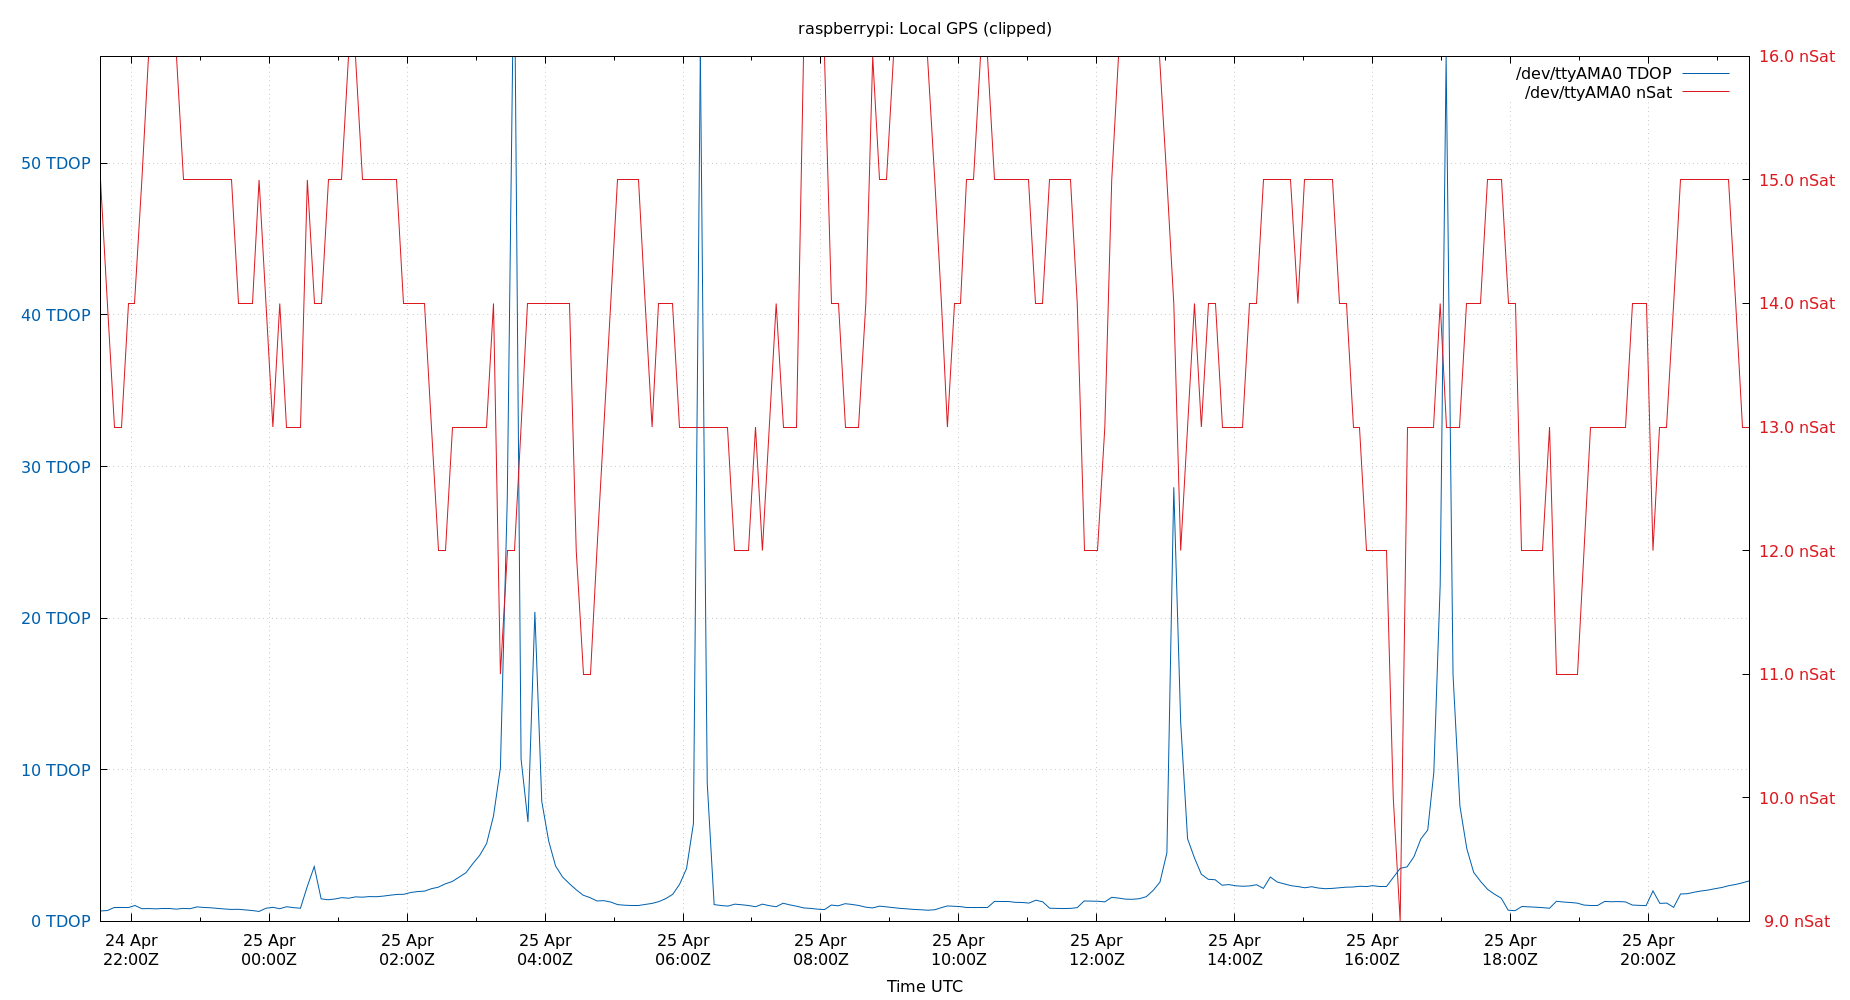 raspberrypi: Local GPS (clipped)
/dev/ttyAMA0 TDOP
/dev/ttyAMA0 nSat
50 TDOP
40 TDOP
30 TDOP
20 TDOP
10 TDOP
0 TDOP
16.0 nSat
15.0 nSat
14.0 nSat
13.0 nSat
12.0 nSat
11.0 nSat
10.0 nSat
9.0 nSat
24 Apr
22:00Z
25 Apr
00:00Z
25 Apr
02:00Z
25 Apr
04:00Z
25 Apr
06:00Z
25 Apr
08:00Z
25 Apr
10:00Z
25 Apr
12:00Z
25 Apr
14:00Z
25 Apr
16:00Z
25 Apr
18:00Z
25 Apr
20:00Z
Time UTC